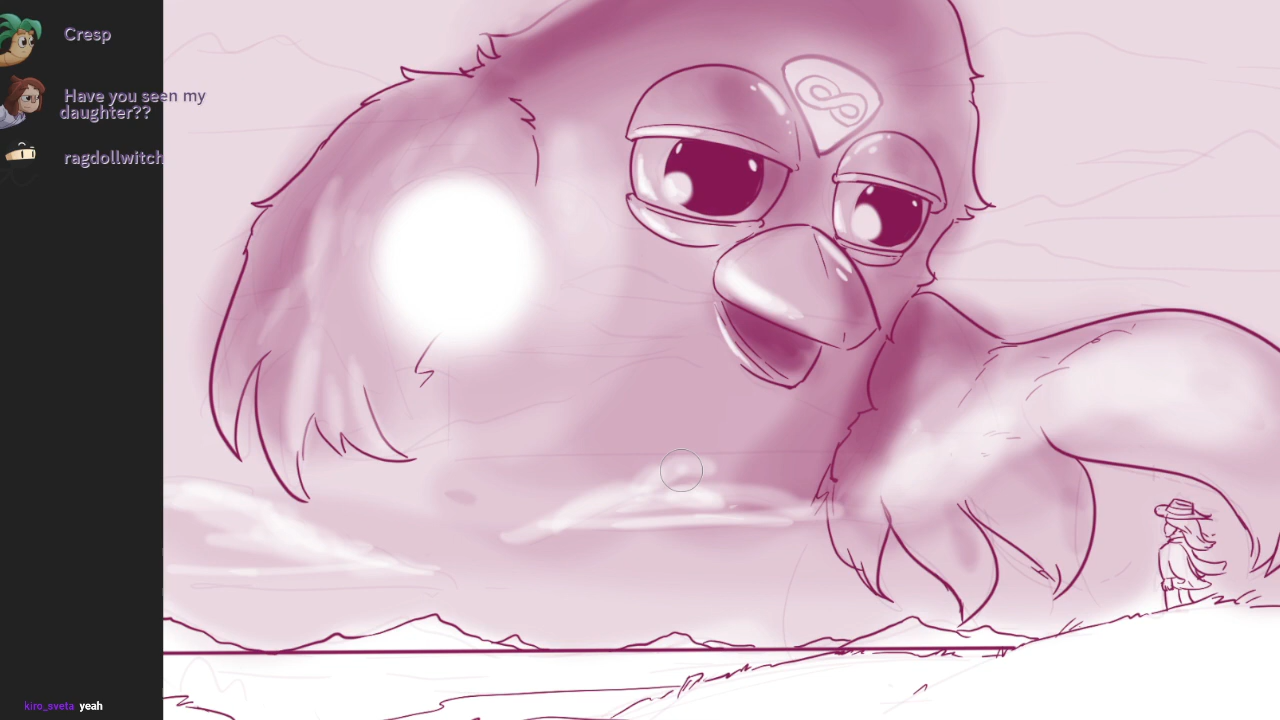 Cresp
Have you seen my
daughter??
ragdollwitch
kiro_sveta yeah